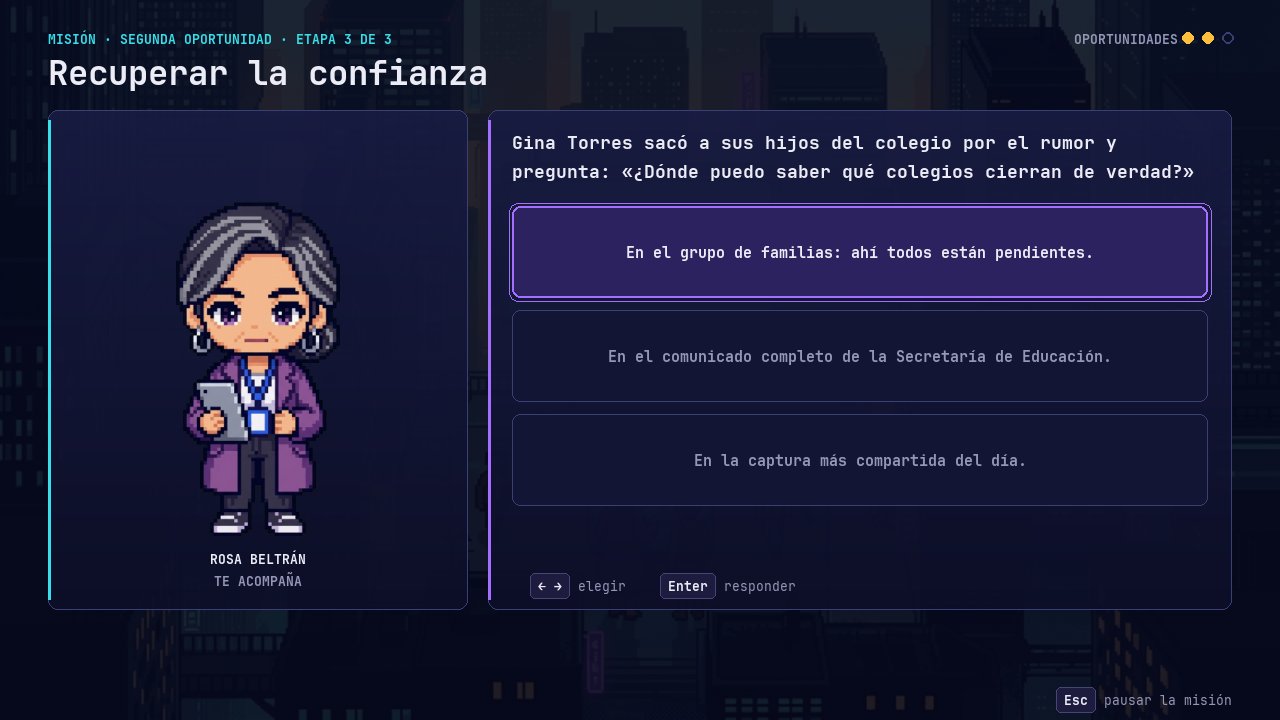 MISIÓN · SEGUNDA OPORTUNIDAD · ETAPA 3 DE 3
OPORTUNIDADES
Recuperar la confianza
Gina Torres sacó a sus hijos del colegio por el rumor y
pregunta: «¿Dónde puedo saber qué colegios cierran de verdad?»
En el grupo de familias: ahí todos están pendientes.
En el comunicado completo de la Secretaría de Educación.
En la captura más compartida del día.
ROSA BELTRÁN
TE ACOMPAÑA
← → elegir Enter responder
Esc pausar la misión